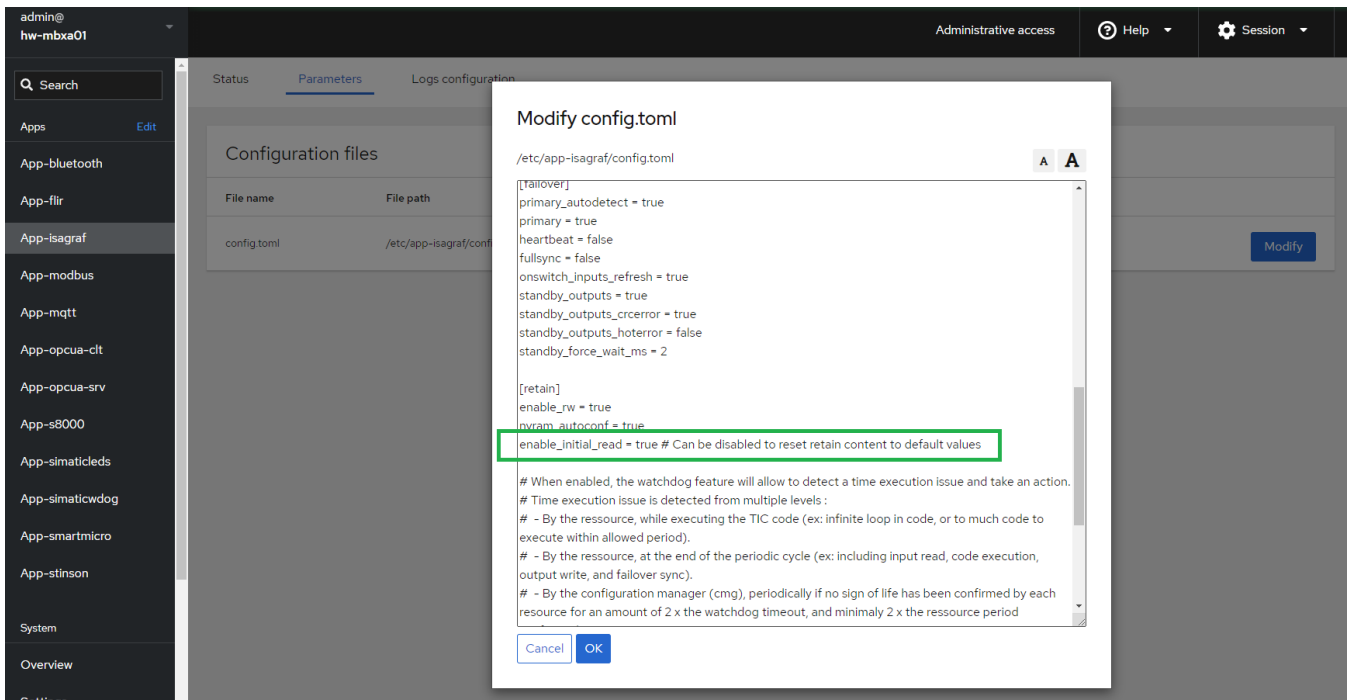 admin@
hw-mbxa01
Administrative access
Help
Session
Search
Apps
Edit
App-bluetooth
App-flir
App-isagraf
App-modbus
App-mqtt
App-opcua-clt
App-opcua-srv
App-s8000
App-simaticleds
App-simaticwdog
App-smartmicro
App-stinson
System
Overview
Settings
Status
Parameters
Logs configuration
Configuration files
File name
File path
config.toml
/etc/app-isagraf/confi
Modify
Modify config.toml
/etc/app-isagraf/config.toml
A A
[failover]
primary_autodetect = true
primary = true
heartbeat = false
fullsync = false
onswitch_inputs_refresh = true
standby_outputs = true
standby_outputs_crcerror = true
standby_outputs_hoterror = false
standby_force_wait_ms = 2
[retain]
enable_rw = true
nvram_autoconf = true
enable_initial_read = true # Can be disabled to reset retain content to default values
# When enabled, the watchdog feature will allow to detect a time execution issue and take an action.
# Time execution issue is detected from multiple levels :
# - By the ressource, while executing the TIC code (ex: infinite loop in code, or to much code to
execute within allowed period).
# - By the ressource, at the end of the periodic cycle (ex: including input read, code execution,
output write, and failover sync).
# - By the configuration manager (cmg), periodically if no sign of life has been confirmed by each
resource for an amount of 2 x the watchdog timeout, and minimaly 2 x the ressource period
Cancel
OK